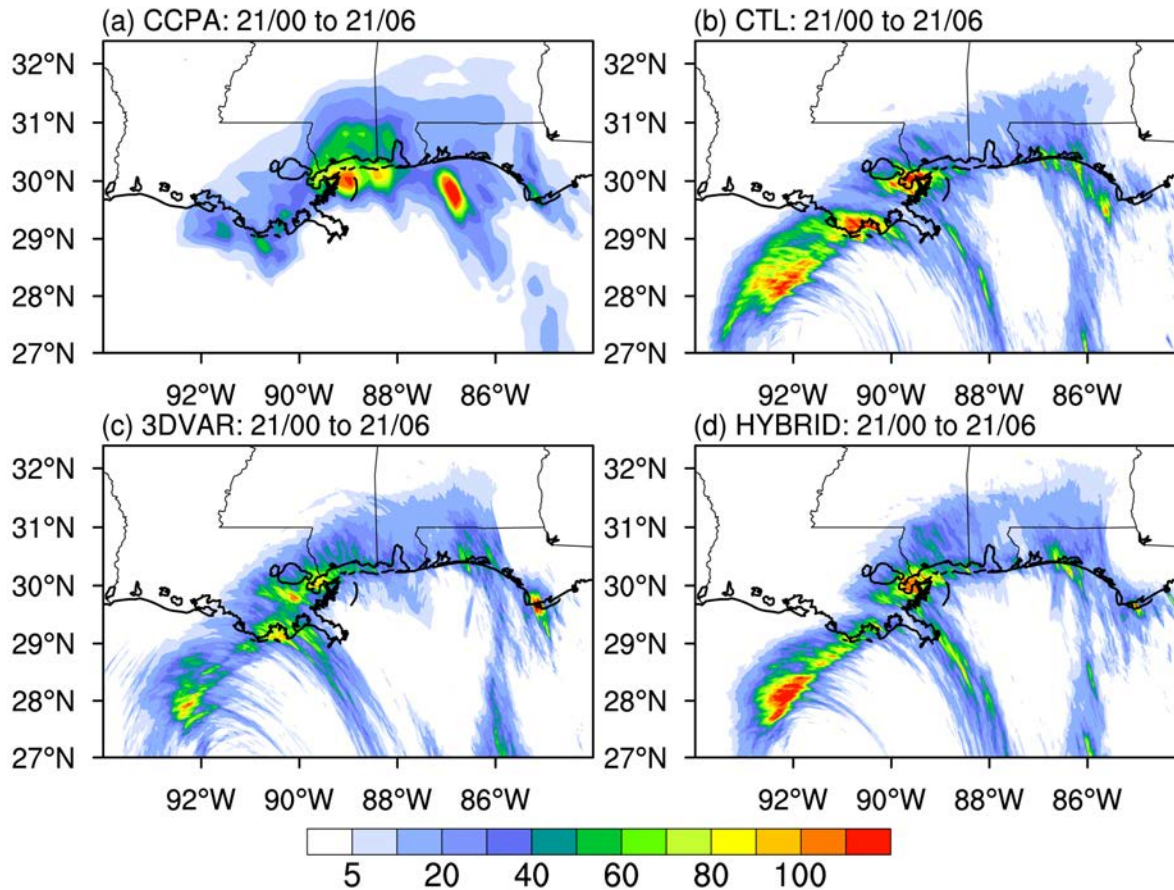 (a) CCPA: 21/00 to 21/06
(b) CTL: 21/00 to 21/06
32°N
32°N
31°N
31°N
30°N
30°N
29°N
29°N
28°N
28°N
27°N
27°N
92°W 90°W 88°W 86°W
92°W 90°W 88°W 86°W
(c) 3DVAR: 21/00 to 21/06
(d) HYBRID: 21/00 to 21/06
32°N
32°N
31°N
31°N
30°N
30°N
29°N
29°N
28°N
28°N
27°N
27°N
92°W 90°W 88°W 86°W
92°W 90°W 88°W 86°W
5 20 40 60 80 100